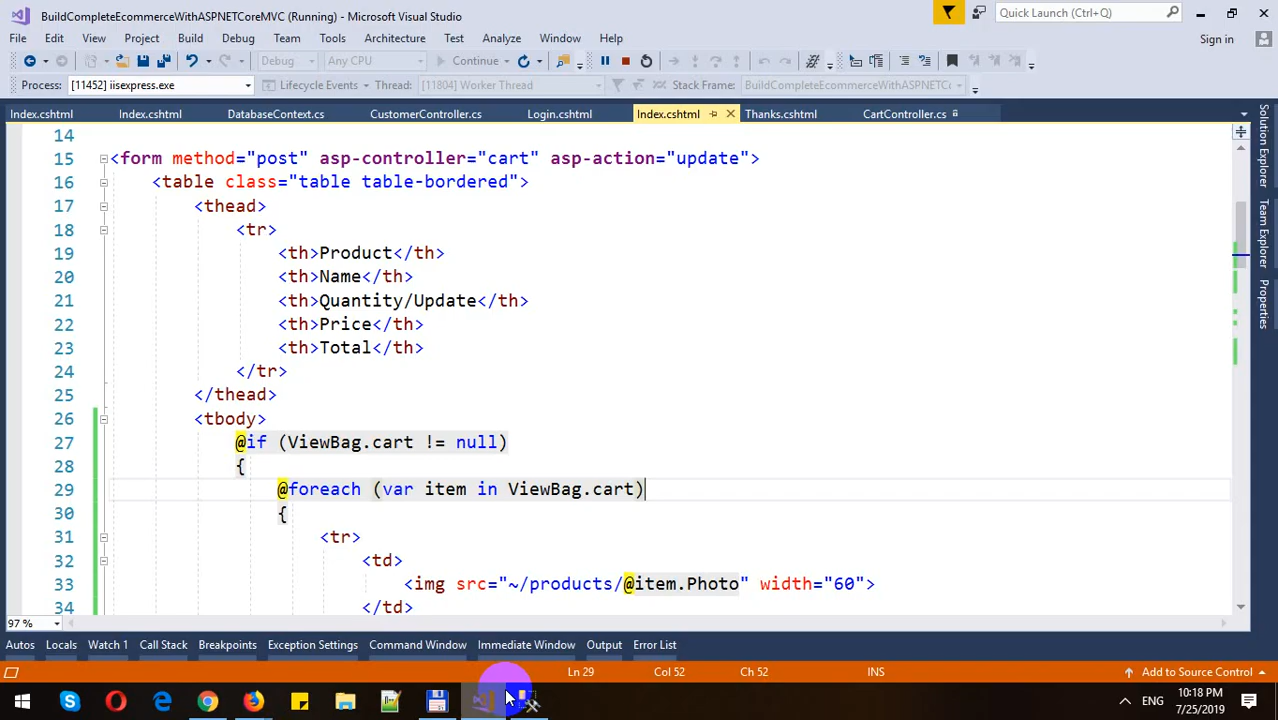 BuildCompleteEcommerceWithASPNETCoreMVC (Running) - Microsoft Visual Studio
Quick Launch (Ctrl+Q)
File Edit View Project Build Debug Team Tools Architecture Test Analyze Window Help
Sign in
Debug Any CPU Continue
Process: [11452] iisexpress.exe Lifecycle Events Thread: [11804] Worker Thread Stack Frame: BuildCompleteEcommerceWithASPNETCoreMVC
Index.cshtml Index.cshtml DatabaseContext.cs CustomerController.cs Login.cshtml Index.cshtml Thanks.cshtml CartController.cs
14
15 <form method="post" asp-controller="cart" asp-action="update">
16 <table class="table table-bordered">
17 <thead>
18 <tr>
19 <th>Product</th>
20 <th>Name</th>
21 <th>Quantity/Update</th>
22 <th>Price</th>
23 <th>Total</th>
24 </tr>
25 </thead>
26 <tbody>
27 @if (ViewBag.cart != null)
28 {
29 @foreach (var item in ViewBag.cart)
30 {
31 <tr>
32 <td>
33 <img src="~/products/@item.Photo" width="60">
34 </td>
Solution Explorer
Team Explorer
Properties
97 %
Autos Locals Watch 1 Call Stack Breakpoints Exception Settings Command Window Immediate Window Output Error List
Ln 29 Col 52 Ch 52 INS Add to Source Control
ENG
10:18 PM
7/25/2019